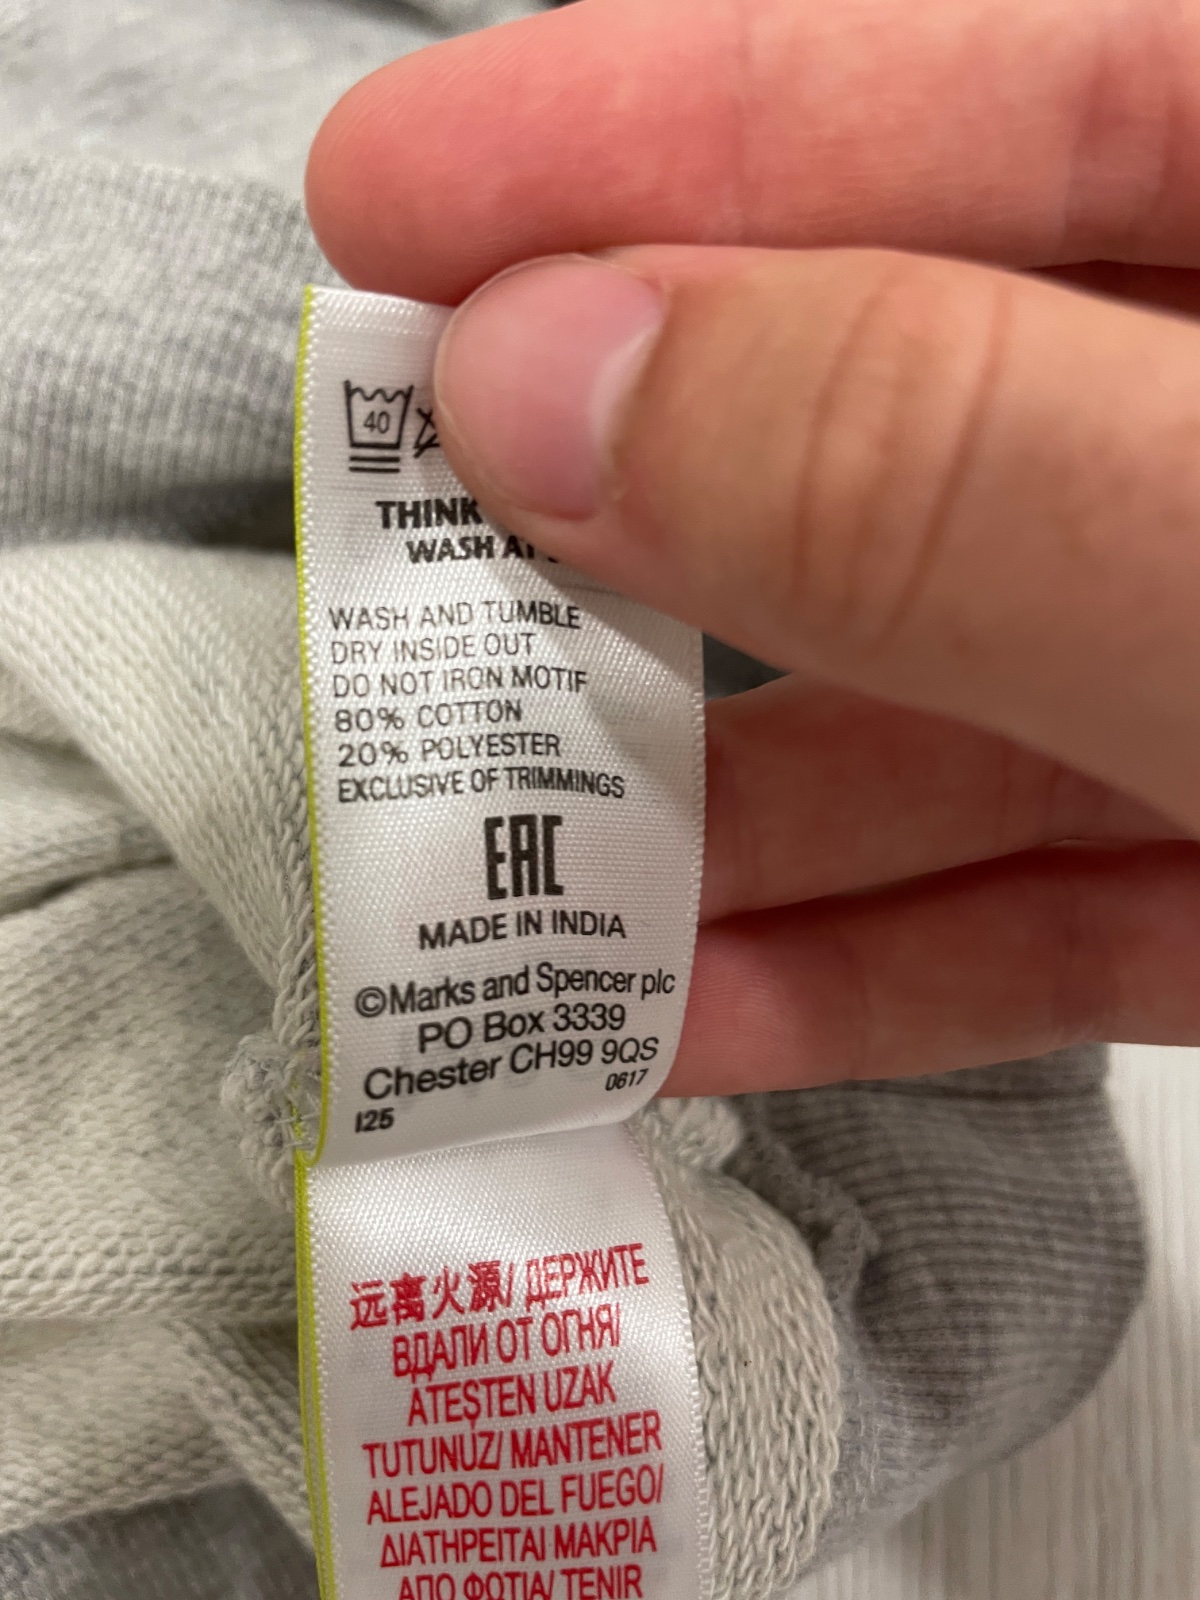 40
THINK
WASH AT
WASH AND TUMBLE
DRY INSIDE OUT
DO NOT IRON MOTIF
80% COTTON
20% POLYESTER
EXCLUSIVE OF TRIMMINGS
EAC
MADE IN INDIA
©Marks and Spencer plc
PO Box 3339
Chester CH99 9QS
0617
I25
远离火源/ ДЕРЖИТЕ
ВДАЛИ ОТ ОГНЯ/
ATEŞTEN UZAK
TUTUNUZ/ MANTENER
ALEJADO DEL FUEGO/
ΔΙΑΤΗΡΕΙΤΑΙ ΜΑΚΡΙΑ
ΑΠΟ ΦΩΤΙΑ/ TENIR